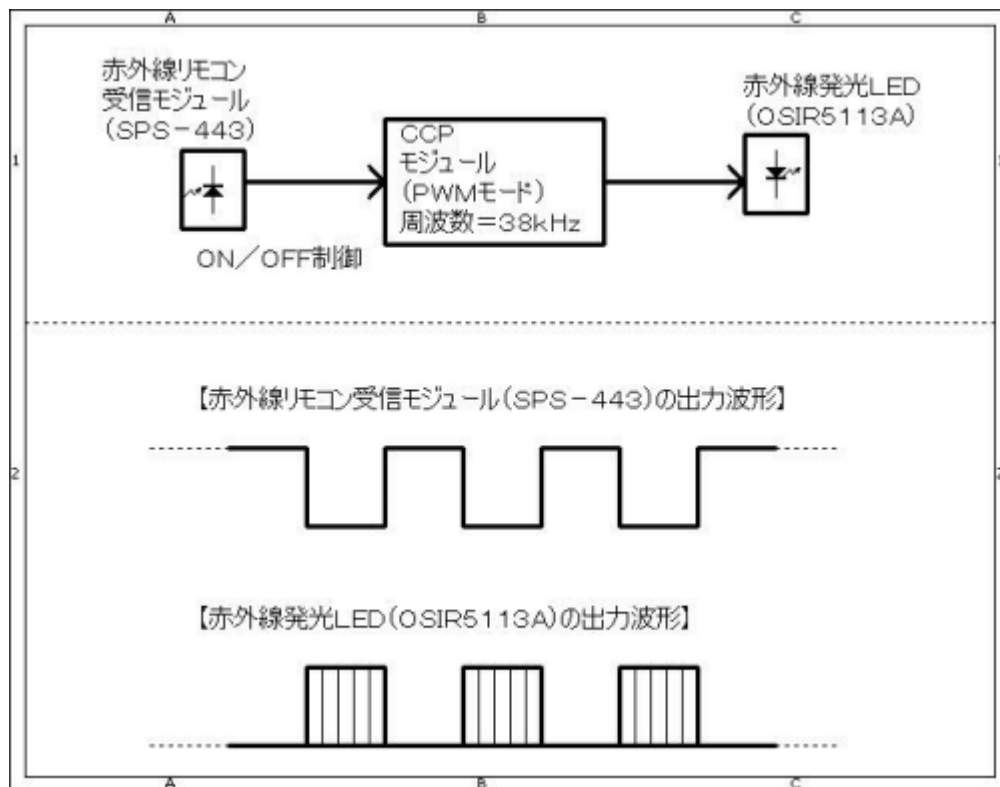 A B C
赤外線リモコン
受信モジュール
(SPS-443)
赤外線発光LED
(OSIR5113A)
1
CCP
モジュール
(PWMモード)
周波数=38kHz
ON/OFF制御
【赤外線リモコン受信モジュール(SPS-443)の出力波形】
2
2
【赤外線発光LED(OSIR5113A)の出力波形】
A B C